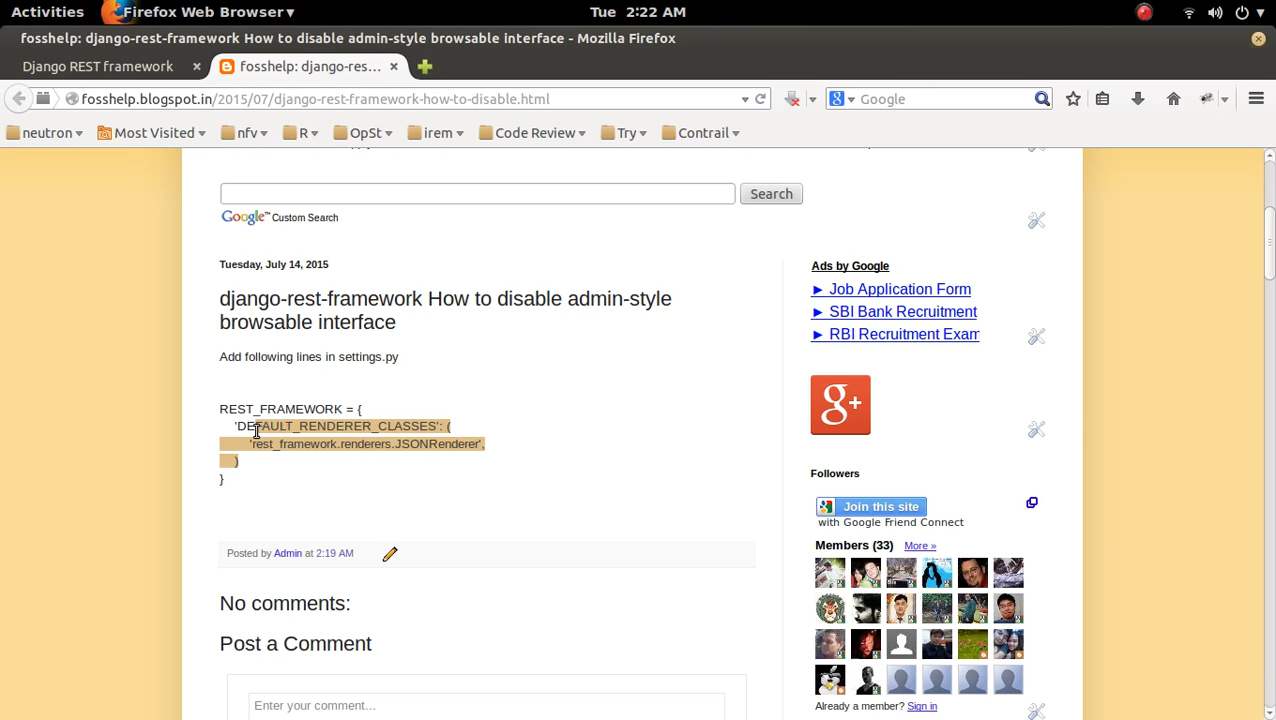 Activities Firefox Web Browser ▾ Tue 2:22 AM
fosshelp: django-rest-framework How to disable admin-style browsable interface - Mozilla Firefox
Django REST framework × fosshelp: django-res... ×
fosshelp.blogspot.in/2015/07/django-rest-framework-how-to-disable.html Google
neutron Most Visited nfv R OpSt irem Code Review Try Contrail
Search
Google™ Custom Search
Tuesday, July 14, 2015
django-rest-framework How to disable admin-style
browsable interface
Add following lines in settings.py
REST_FRAMEWORK = {
'DEFAULT_RENDERER_CLASSES': (
'rest_framework.renderers.JSONRenderer',
)
}
Posted by Admin at 2:19 AM
No comments:
Post a Comment
Enter your comment...
Ads by Google
► Job Application Form
► SBI Bank Recruitment
► RBI Recruitment Exam
g+
Followers
Join this site
with Google Friend Connect
Members (33) More »
Already a member? Sign in